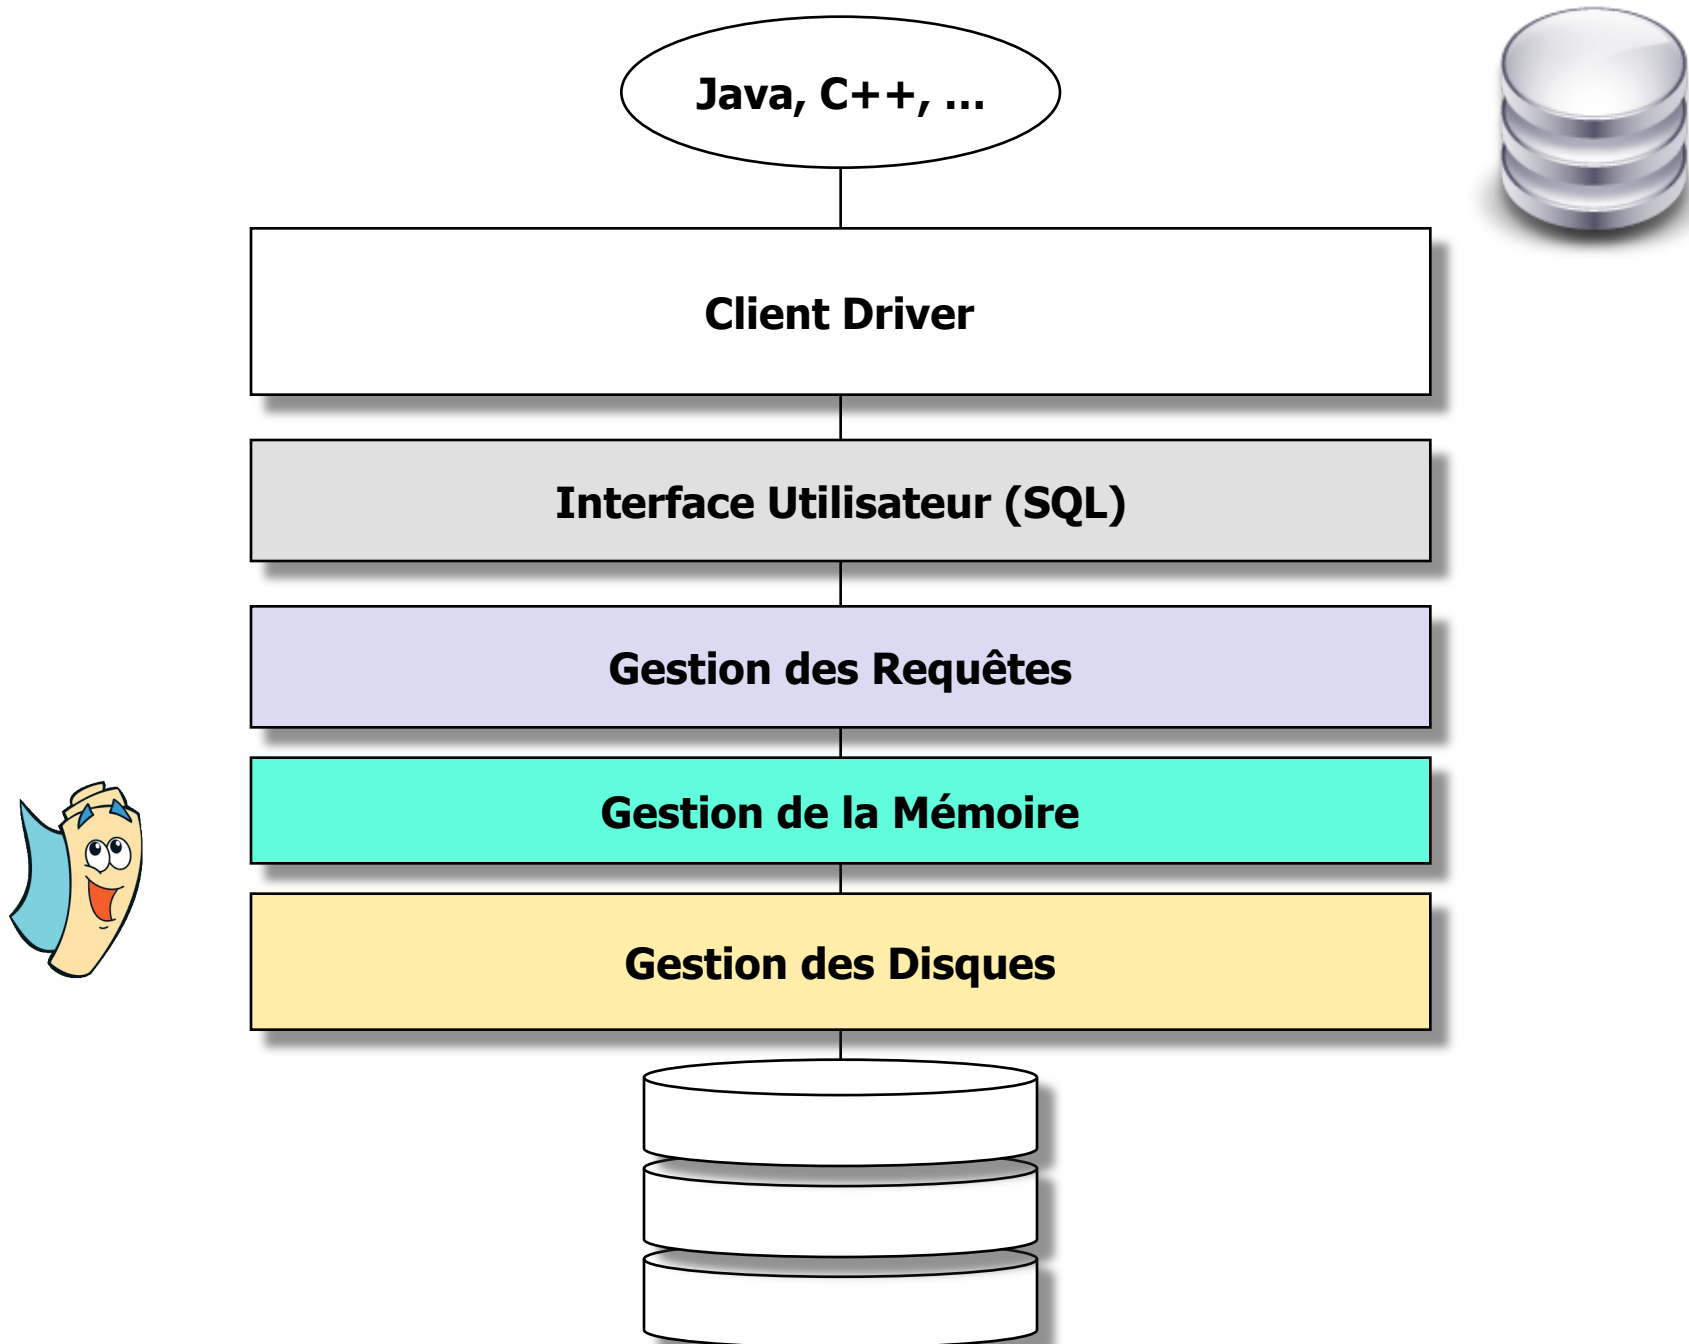 Java, C++, ...
Client Driver
Interface Utilisateur (SQL)
Gestion des Requêtes
Gestion de la Mémoire
Gestion des Disques